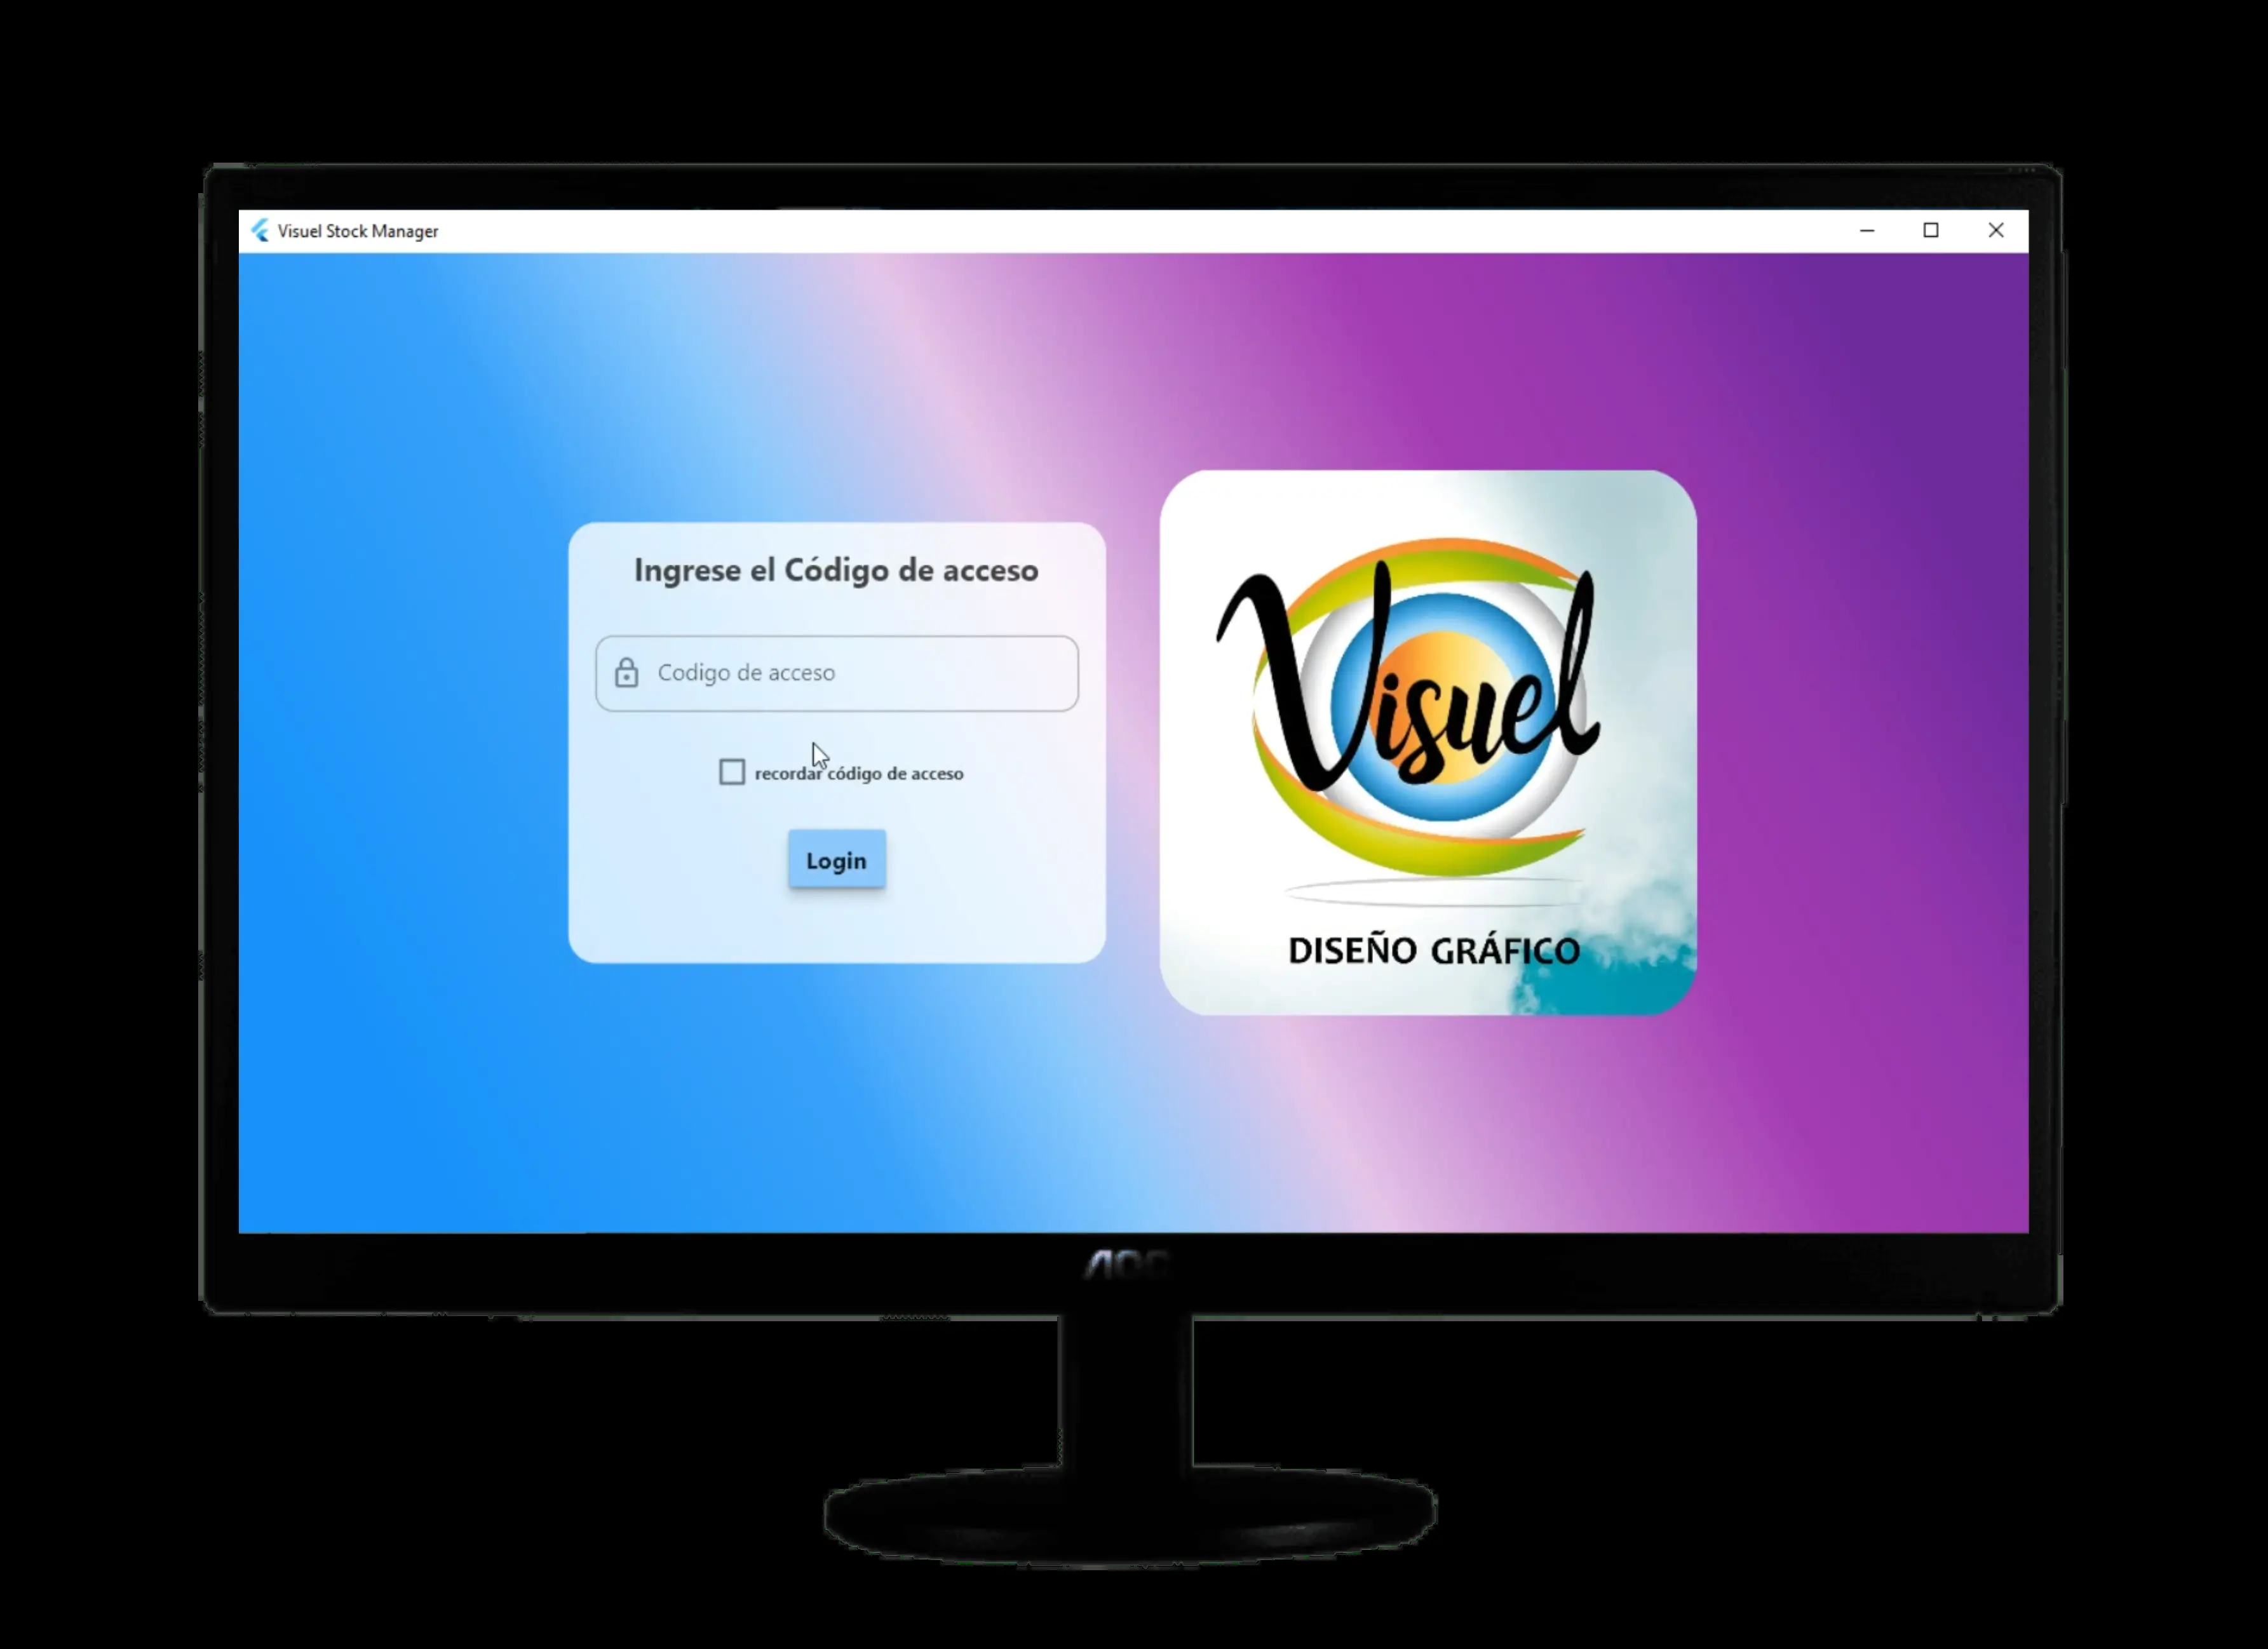 Visuel Stock Manager
Ingrese el Código de acceso
Codigo de acceso
recordar código de acceso
Login
Visuel
DISEÑO GRÁFICO
AOC